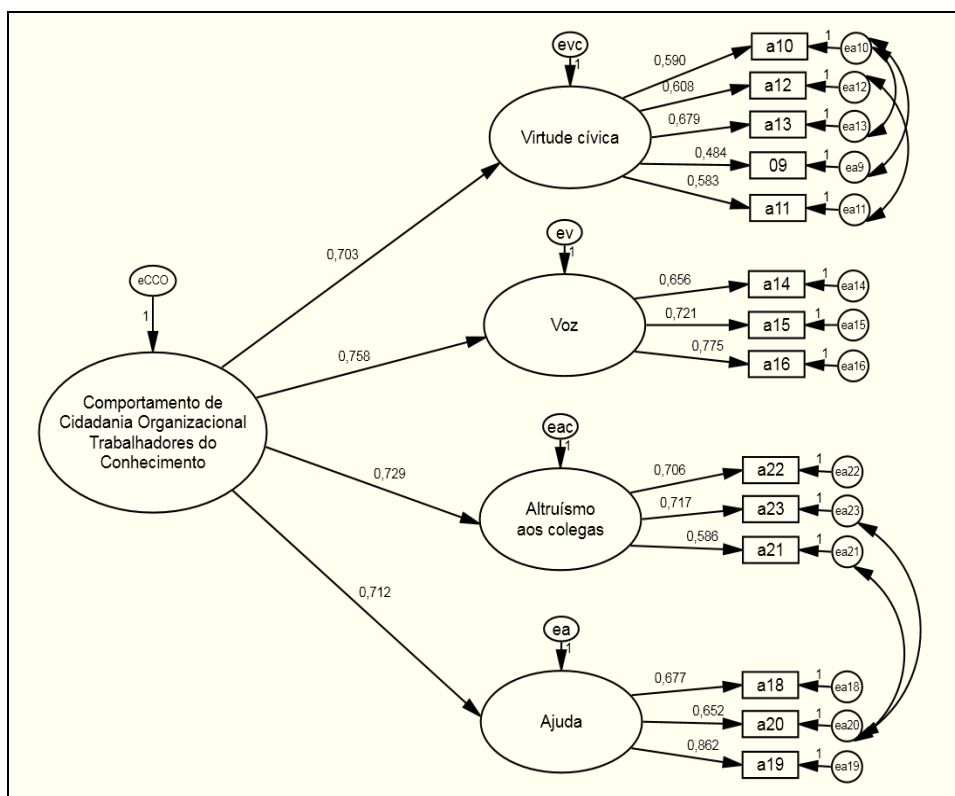 evc
1
Virtude cívica
0,590
a10
1
ea10
0,608
a12
1
ea12
0,679
a13
1
ea13
0,484
09
1
ea9
0,583
a11
1
ea11
0,703
ev
1
Voz
0,656
a14
1
ea14
0,721
a15
1
ea15
0,775
a16
1
ea16
eCCO
1
0,758
Comportamento de
Cidadania Organizacional
Trabalhadores do
Conhecimento
0,729
eac
1
Altruísmo
aos colegas
0,706
a22
1
ea22
0,717
a23
1
ea23
0,586
a21
1
ea21
0,712
ea
1
Ajuda
0,677
a18
1
ea18
0,652
a20
1
ea20
0,862
a19
1
ea19